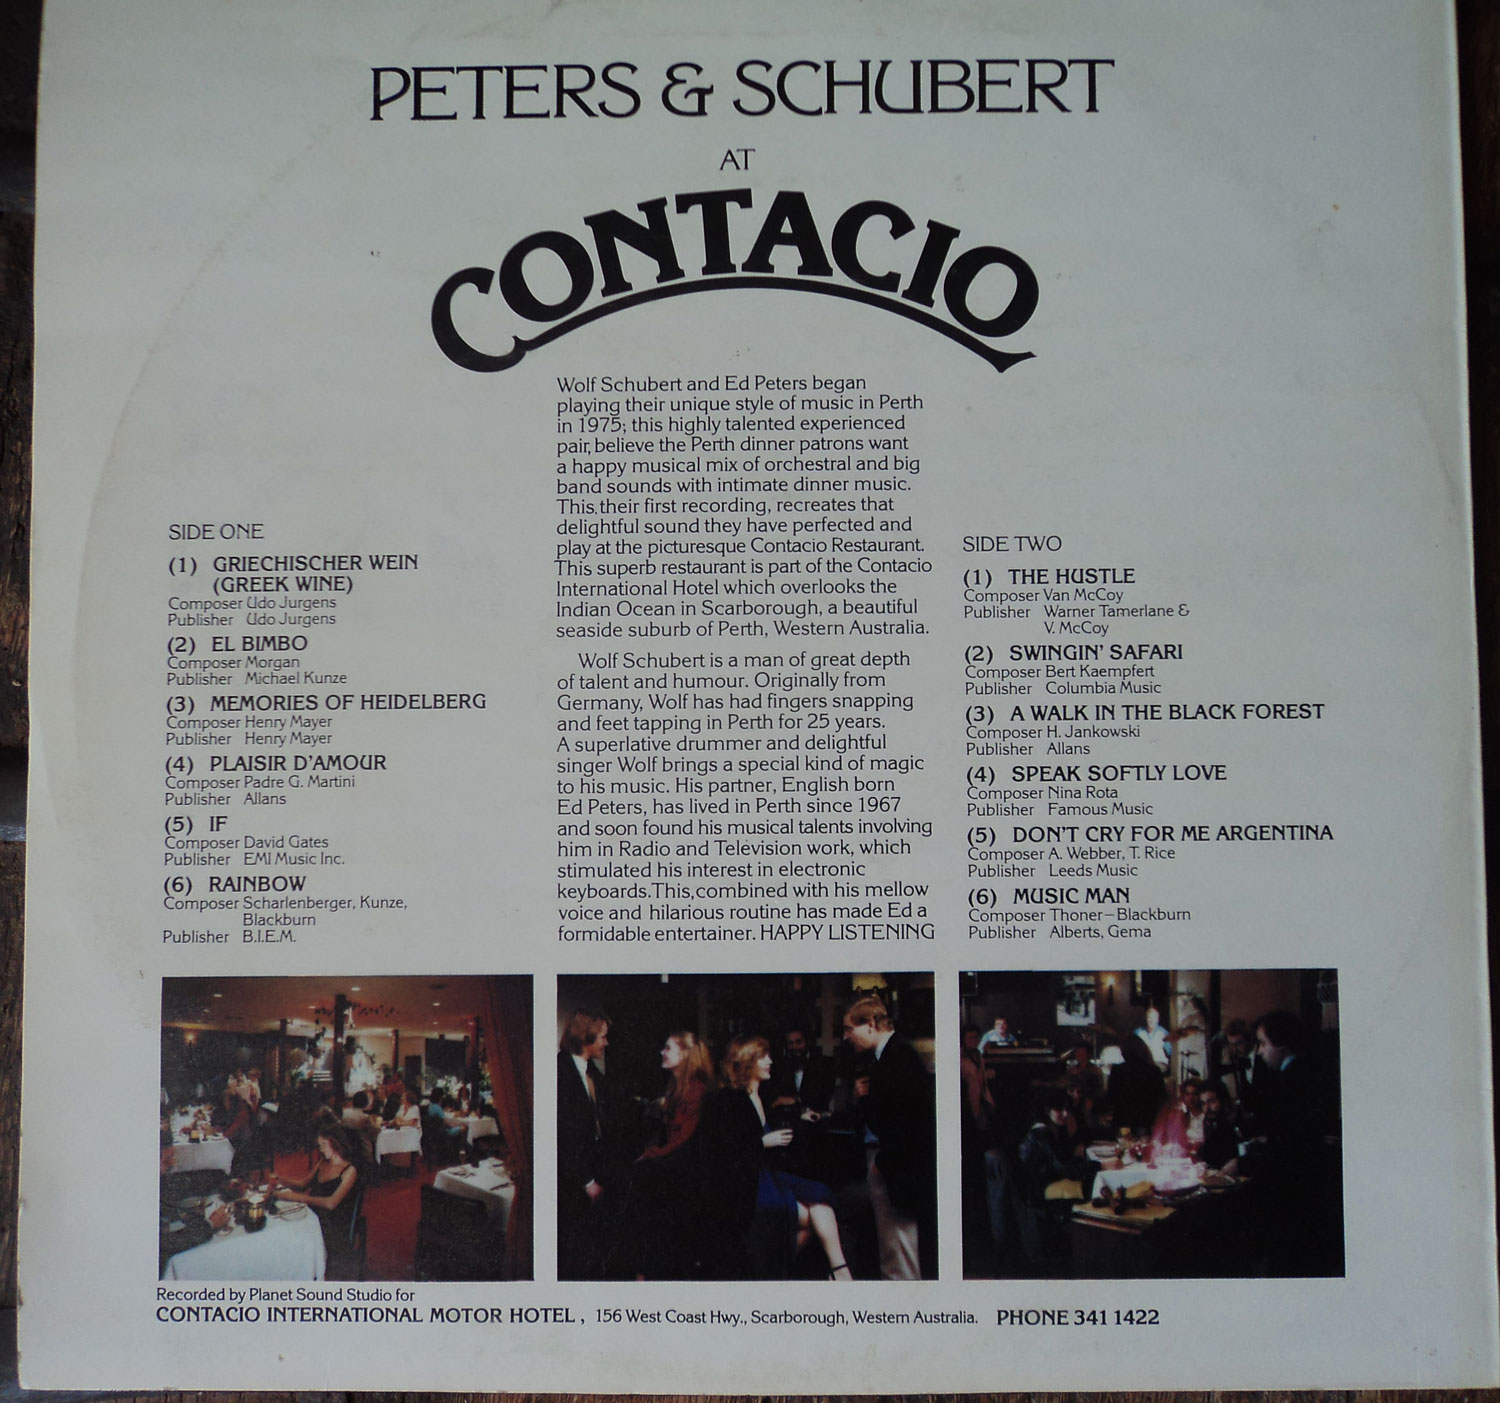 PETERS & SCHUBERT
AT
CONTACIO
Wolf Schubert and Ed Peters began
playing their unique style of music in Perth
in 1975; this highly talented experienced
pair, believe the Perth dinner patrons want
a happy musical mix of orchestral and big
band sounds with intimate dinner music.
This, their first recording, recreates that
delightful sound they have perfected and
play at the picturesque Contacio Restaurant.
This superb restaurant is part of the Contacio
International Hotel which overlooks the
Indian Ocean in Scarborough, a beautiful
seaside suburb of Perth, Western Australia.
Wolf Schubert is a man of great depth
of talent and humour. Originally from
Germany, Wolf has had fingers snapping
and feet tapping in Perth for 25 years.
A superlative drummer and delightful
singer Wolf brings a special kind of magic
to his music. His partner, English born
Ed Peters, has lived in Perth since 1967
and soon found his musical talents involving
him in Radio and Television work, which
stimulated his interest in electronic
keyboards. This, combined with his mellow
voice and hilarious routine has made Ed a
formidable entertainer. HAPPY LISTENING
SIDE ONE
(1) GRIECHISCHER WEIN
(GREEK WINE)
Composer Udo Jurgens
Publisher Udo Jurgens
(2) EL BIMBO
Composer Morgan
Publisher Michael Kunze
(3) MEMORIES OF HEIDELBERG
Composer Henry Mayer
Publisher Henry Mayer
(4) PLAISIR D'AMOUR
Composer Padre G. Martini
Publisher Allans
(5) IF
Composer David Gates
Publisher EMI Music Inc.
(6) RAINBOW
Composer Scharlenberger, Kunze,
Blackburn
Publisher B.I.E.M.
SIDE TWO
(1) THE HUSTLE
Composer Van McCoy
Publisher Warner Tamerlane &
V. McCoy
(2) SWINGIN' SAFARI
Composer Bert Kaempfert
Publisher Columbia Music
(3) A WALK IN THE BLACK FOREST
Composer H. Jankowski
Publisher Allans
(4) SPEAK SOFTLY LOVE
Composer Nina Rota
Publisher Famous Music
(5) DON'T CRY FOR ME ARGENTINA
Composer A. Webber, T. Rice
Publisher Leeds Music
(6) MUSIC MAN
Composer Thoner–Blackburn
Publisher Alberts, Gema
Recorded by Planet Sound Studio for
CONTACIO INTERNATIONAL MOTOR HOTEL, 156 West Coast Hwy., Scarborough, Western Australia. PHONE 341 1422